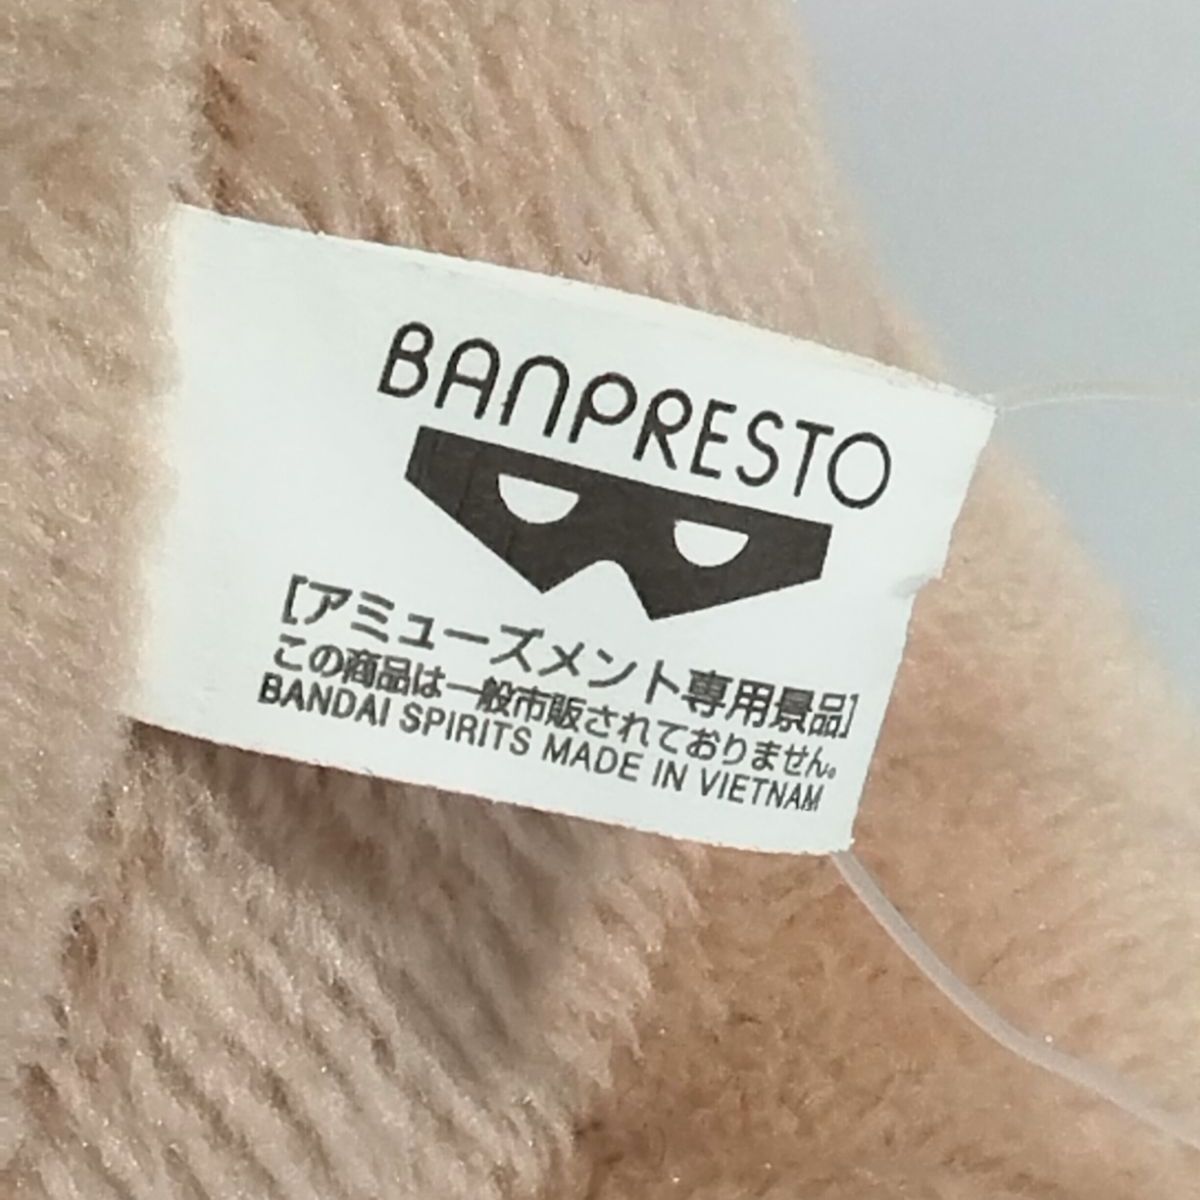 BANPRESTO
[アミューズメント専用景品]
この商品は一般市販されておりません。
BANDAI SPIRITS MADE IN VIETNAM